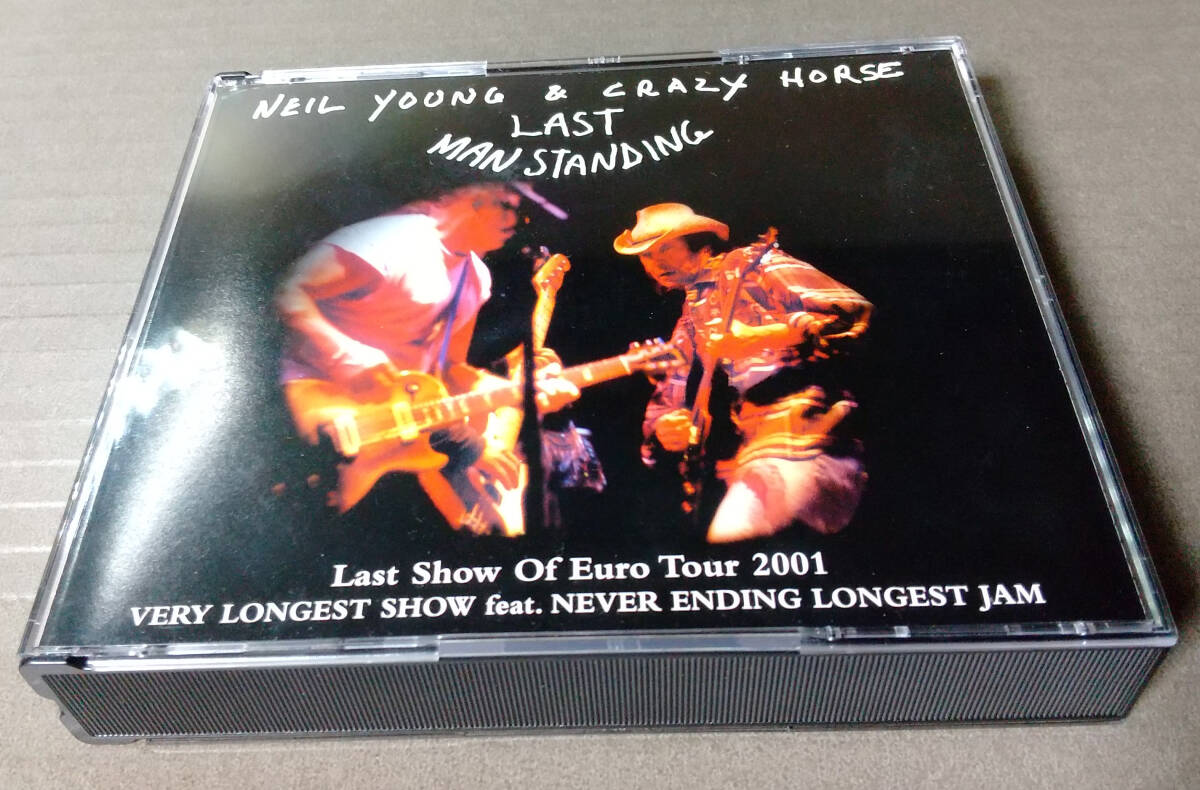 NEIL YOUNG & CRAZY HORSE
LAST
MAN STANDING
Last Show Of Euro Tour 2001
VERY LONGEST SHOW feat. NEVER ENDING LONGEST JAM